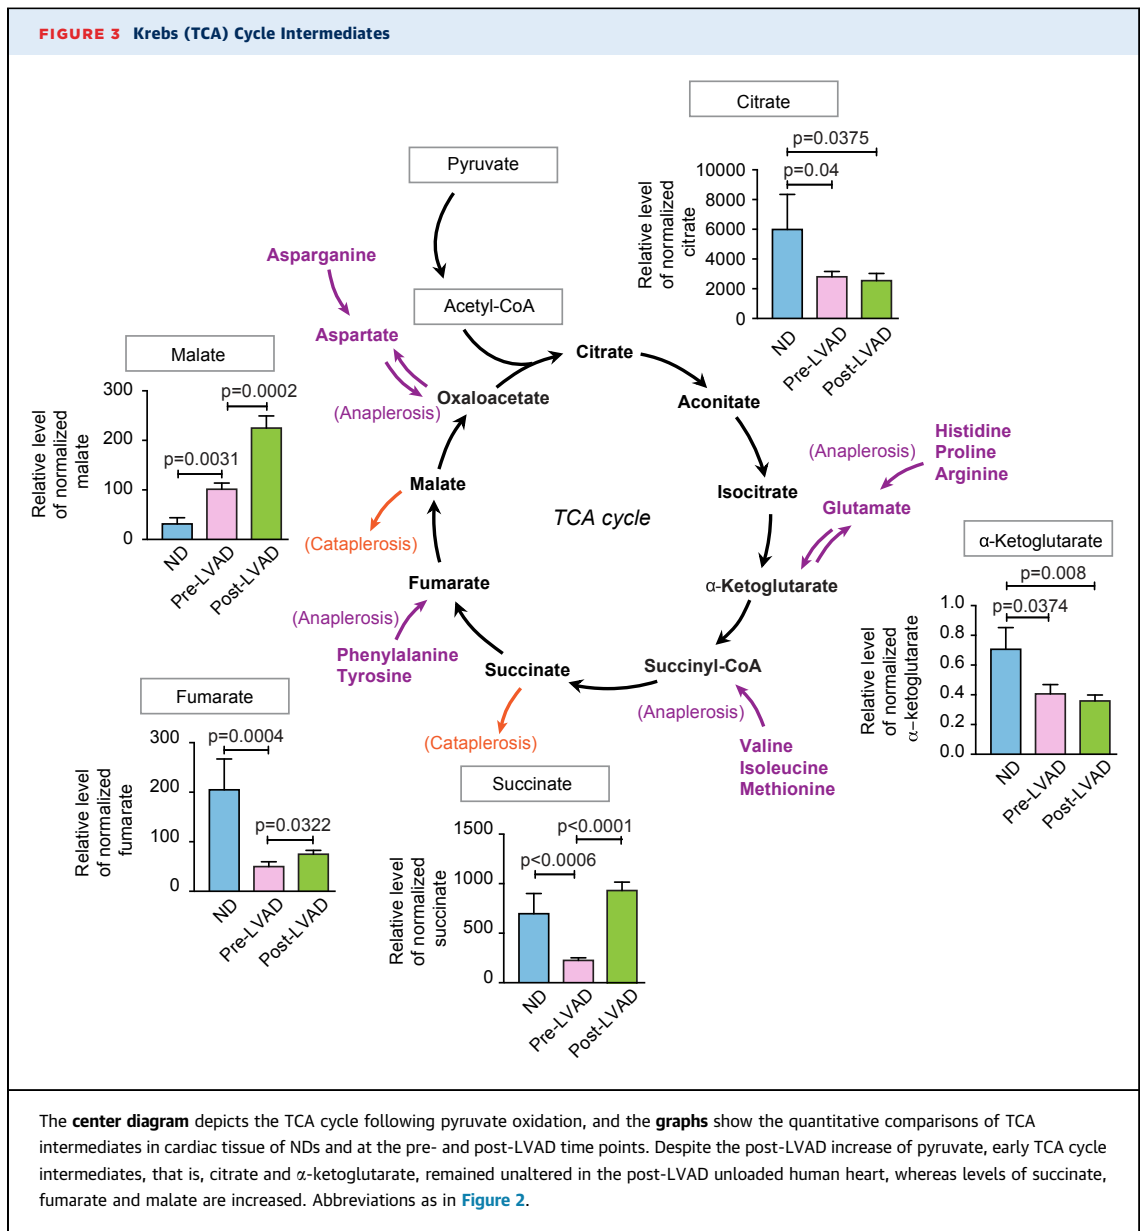 FIGURE 3 Krebs (TCA) Cycle Intermediates
Citrate
p=0.0375
p=0.04
Relative level
of normalized
citrate
10000
8000
6000
4000
2000
0
ND
Pre-LVAD
Post-LVAD
Pyruvate
Acetyl-CoA
Asparganine
Aspartate
(Anaplerosis)
Oxaloacetate
Citrate
Aconitate
Isocitrate
(Anaplerosis)
Histidine
Proline
Arginine
Glutamate
α-Ketoglutarate
Succinyl-CoA
(Anaplerosis)
Valine
Isoleucine
Methionine
Succinate
(Cataplerosis)
Fumarate
(Anaplerosis)
Phenylalanine
Tyrosine
Malate
(Cataplerosis)
TCA cycle
Malate
p=0.0002
p=0.0031
Relative level
of normalized
malate
300
200
100
0
ND
Pre-LVAD
Post-LVAD
α-Ketoglutarate
p=0.008
p=0.0374
Relative level
of normalized
α-ketoglutarate
1.0
0.8
0.6
0.4
0.2
0.0
ND
Pre-LVAD
Post-LVAD
Fumarate
p=0.0004
p=0.0322
Relative level
of normalized
fumarate
300
200
100
0
ND
Pre-LVAD
Post-LVAD
Succinate
p<0.0001
p<0.0006
Relative level
of normalized
succinate
1500
1000
500
0
ND
Pre-LVAD
Post-LVAD
The center diagram depicts the TCA cycle following pyruvate oxidation, and the graphs show the quantitative comparisons of TCA
intermediates in cardiac tissue of NDs and at the pre- and post-LVAD time points. Despite the post-LVAD increase of pyruvate, early TCA cycle
intermediates, that is, citrate and α-ketoglutarate, remained unaltered in the post-LVAD unloaded human heart, whereas levels of succinate,
fumarate and malate are increased. Abbreviations as in Figure 2.